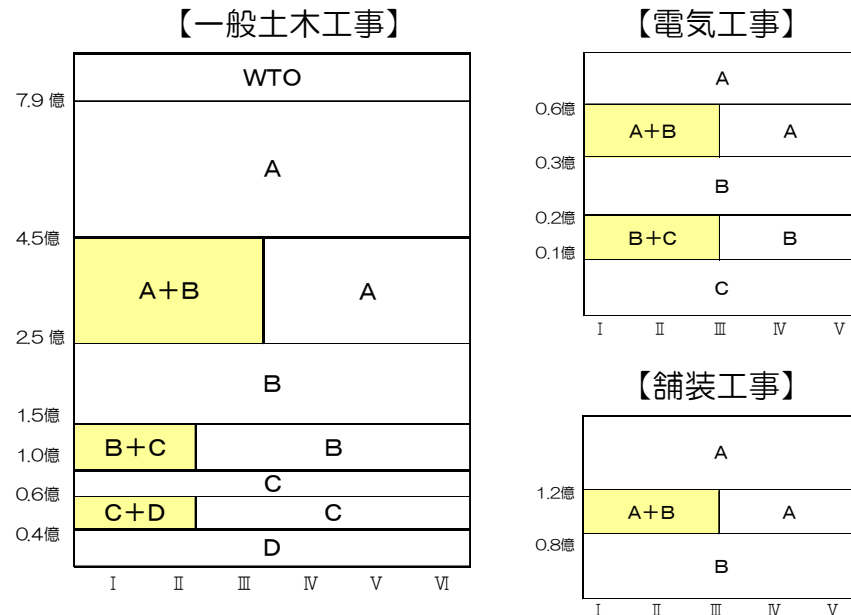 【一般土木工事】
WTO
7.9 億
A
4.5億
A+B
A
2.5 億
B
1.5億
B+C
B
1.0億
C
0.6億
C+D
C
0.4億
D
Ⅰ Ⅱ Ⅲ Ⅳ Ⅴ Ⅵ
【電気工事】
A
0.6億
A+B
A
0.3億
B
0.2億
B+C
B
0.1億
C
Ⅰ Ⅱ Ⅲ Ⅳ Ⅴ
【舗装工事】
A
1.2億
A+B
A
0.8億
B
Ⅰ Ⅱ Ⅲ Ⅳ Ⅴ